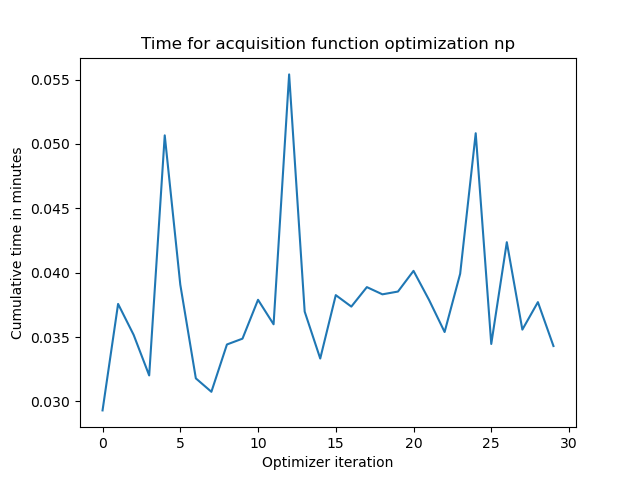 Time for acquisition function optimization np
Cumulative time in minutes
0.055
0.050
0.045
0.040
0.035
0.030
0 5 10 15 20 25 30
Optimizer iteration